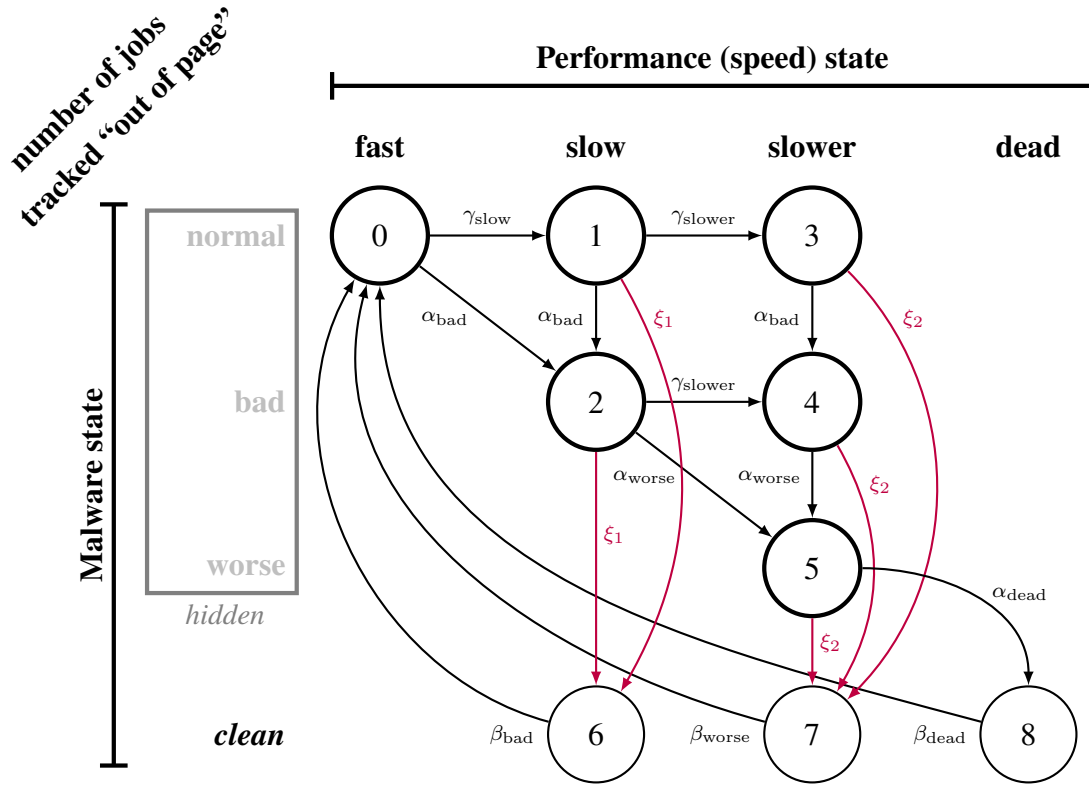 number of jobs
tracked “out of page”
Performance (speed) state
fast slow slower dead
Malware state
normal
bad
worse
hidden
clean
0 γslow 1 γslower 3
αbad αbad ξ1 αbad ξ2
2 γslower 4
αworse αworse ξ2
ξ1 5 αdead
ξ2
βbad 6 βworse 7 βdead 8